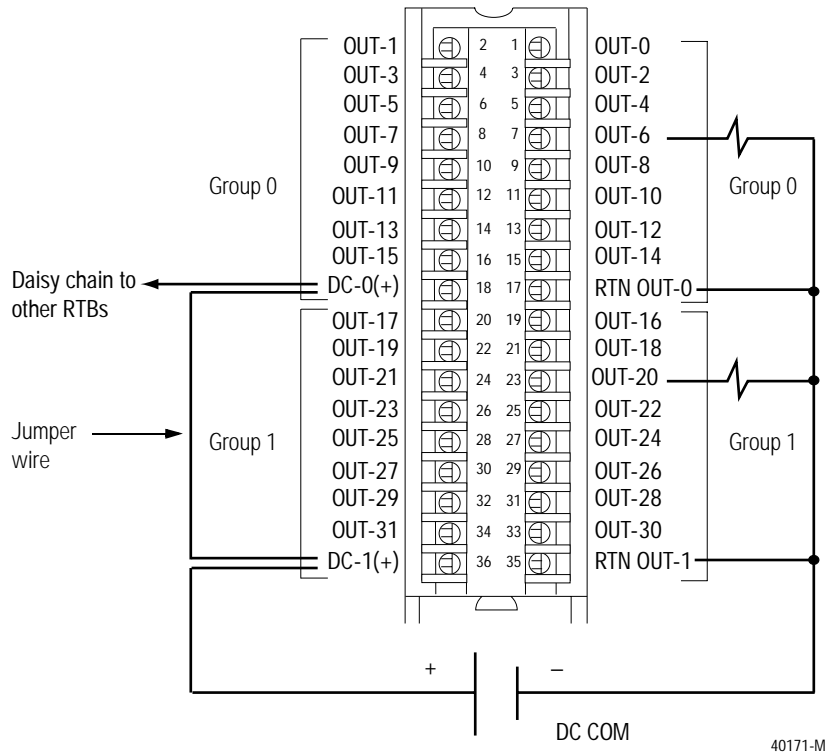 OUT-1 2 1 OUT-0
OUT-3 4 3 OUT-2
OUT-5 6 5 OUT-4
OUT-7 8 7 OUT-6
OUT-9 10 9 OUT-8
Group 0 Group 0
OUT-11 12 11 OUT-10
OUT-13 14 13 OUT-12
OUT-15 16 15 OUT-14
Daisy chain to
other RTBs
DC-0(+) 18 17 RTN OUT-0
OUT-17 20 19 OUT-16
OUT-19 22 21 OUT-18
OUT-21 24 23 OUT-20
OUT-23 26 25 OUT-22
Jumper
wire
Group 1 Group 1
OUT-25 28 27 OUT-24
OUT-27 30 29 OUT-26
OUT-29 32 31 OUT-28
OUT-31 34 33 OUT-30
DC-1(+) 36 35 RTN OUT-1
+ –
DC COM
40171-M